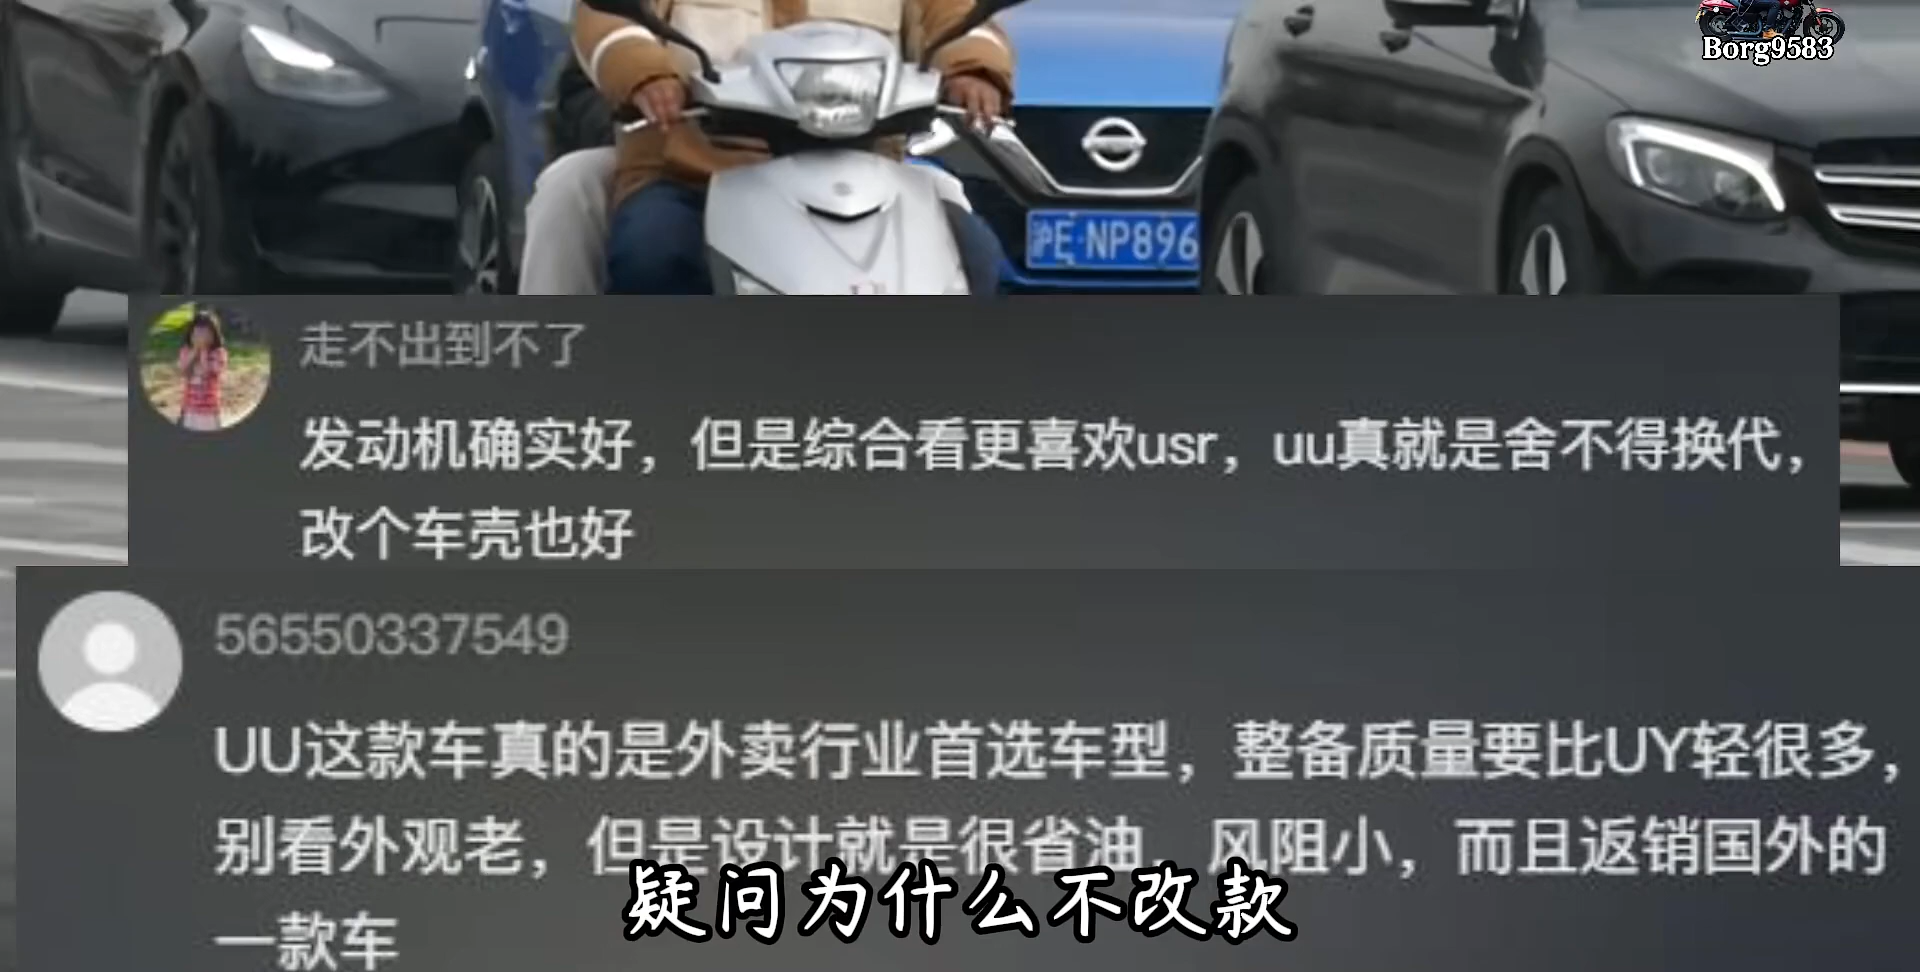 Borg9583
沪E·NP896
走不出到不了
发动机确实好，但是综合看更喜欢usr，uu真就是舍不得换代，
改个车壳也好
56550337549
UU这款车真的是外卖行业首选车型，整备质量要比UY轻很多，
别看外观老，但是设计就是很省油，风阻小，而且返销国外的
一款车
疑问为什么不改款